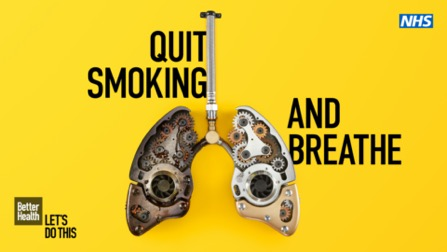 NHS
QUIT
SMOKING
AND
BREATHE
Better
Health
LET'S
DO THIS